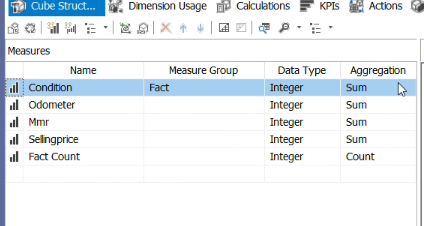 Cube Struct... Dimension Usage Calculations KPIs Actions
Measures
Name Measure Group Data Type Aggregation
Condition Fact Integer Sum
Odometer Integer Sum
Mmr Integer Sum
Sellingprice Integer Sum
Fact Count Integer Count